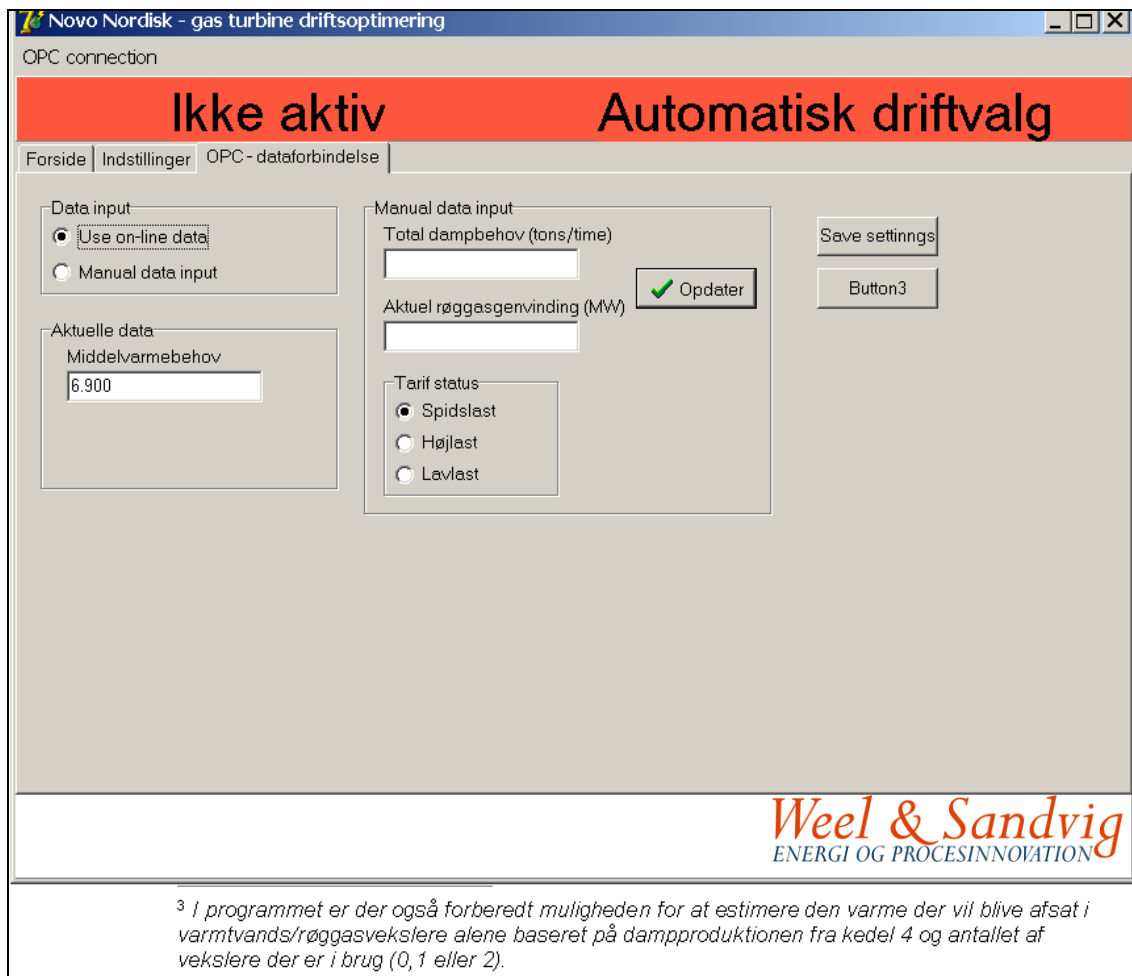 Novo Nordisk - gas turbine driftsoptimering
OPC connection
Ikke aktiv Automatisk driftvalg
Forside Indstillinger OPC - dataforbindelse
Data input
Use on-line data
Manual data input
Aktuelle data
Middelvarmebehov
6.900
Manual data input
Total dampbehov (tons/time)
Opdater
Aktuel røggasgenvinding (MW)
Tarif status
Spidslast
Højlast
Lavlast
Save settinngs
Button3
Weel & Sandvig
ENERGI OG PROCESINNOVATION
3 I programmet er der også forberedt muligheden for at estimere den varme der vil blive afsat i
varmtvands/røggasvekslere alene baseret på dampproduktionen fra kedel 4 og antallet af
vekslere der er i brug (0,1 eller 2).